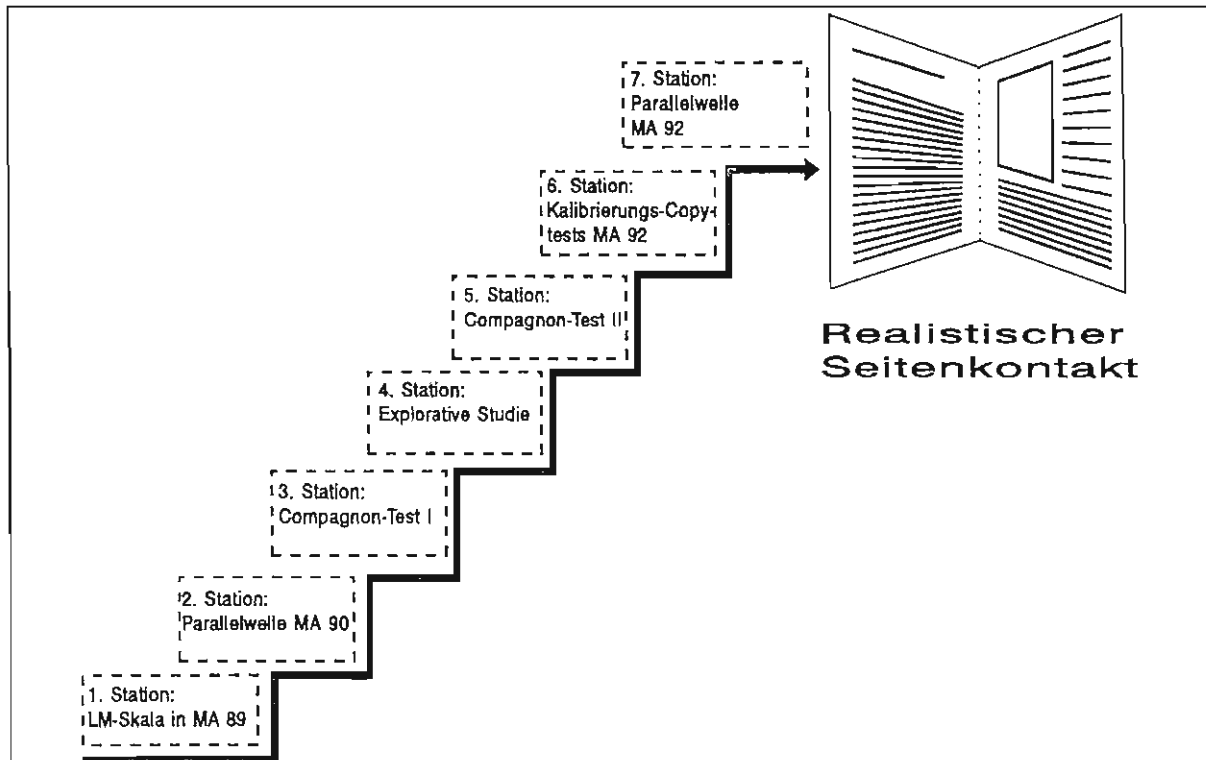 7. Station:
Parallelwelle
MA 92
6. Station:
Kalibrierungs-Copy-
tests MA 92
5. Station:
Compagnon-Test II
Realistischer
Seitenkontakt
4. Station:
Explorative Studie
3. Station:
Compagnon-Test I
2. Station:
Parallelwelle MA 90
1. Station:
LM-Skala in MA 89